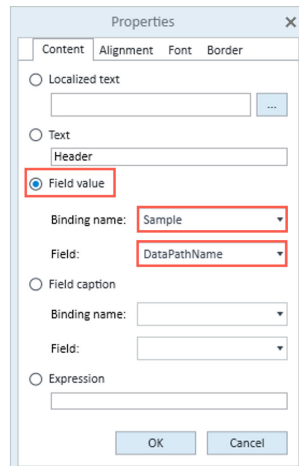 Properties
Content Alignment Font Border
Localized text
...
Text
Header
Field value
Binding name: Sample
Field: DataPathName
Field caption
Binding name:
Field:
Expression
OK Cancel